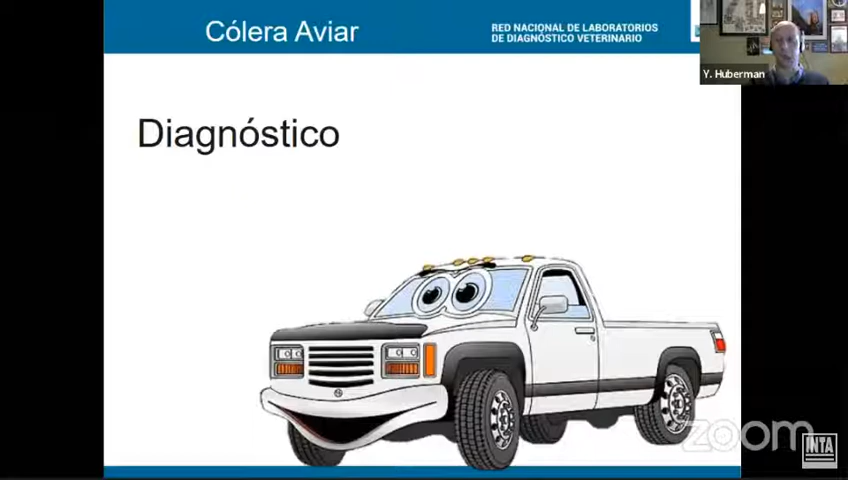 Cólera Aviar
RED NACIONAL DE LABORATORIOS
DE DIAGNÓSTICO VETERINARIO
Y. Huberman
Diagnóstico
zoom
INTA